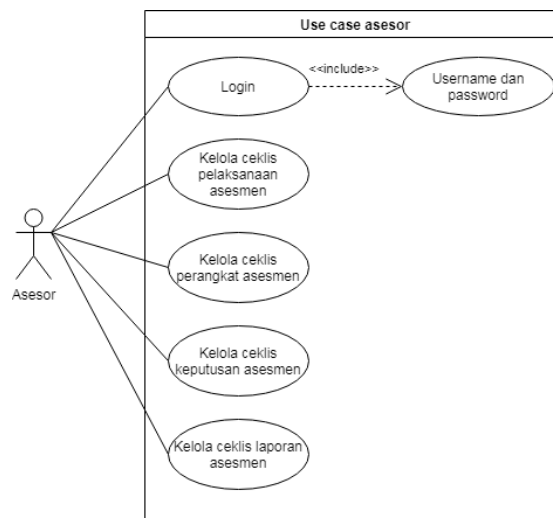 Use case asesor
Login
<<include>>
Username dan
password
Kelola ceklis
pelaksanaan
asesmen
Kelola ceklis
perangkat asesmen
Asesor
Kelola ceklis
keputusan asesmen
Kelola ceklis laporan
asesmen